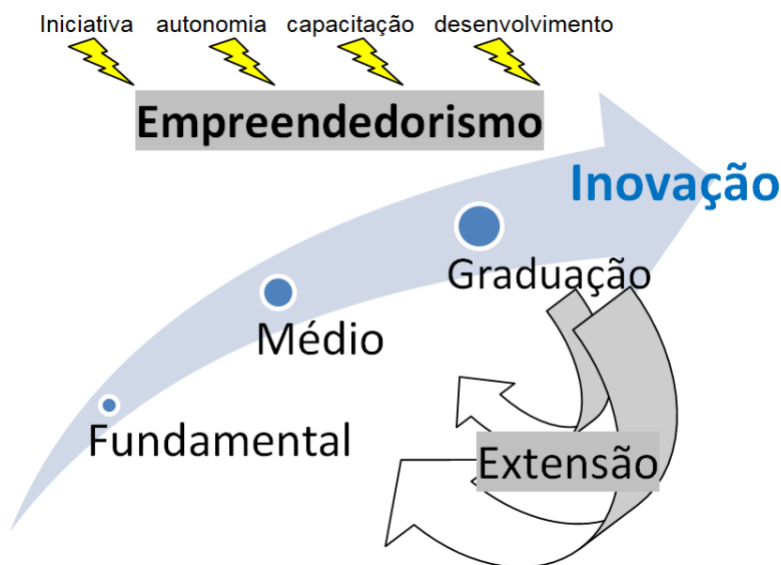 Iniciativa autonomia capacitação desenvolvimento
Empreendedorismo
Inovação
Graduação
Médio
Fundamental
Extensão